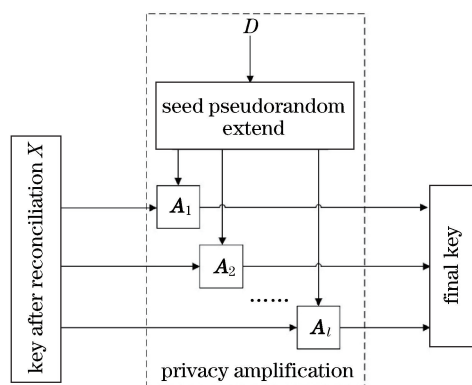 D
seed pseudorandom
extend
key after reconciliation X
A1
A2
......
Al
final key
privacy amplification